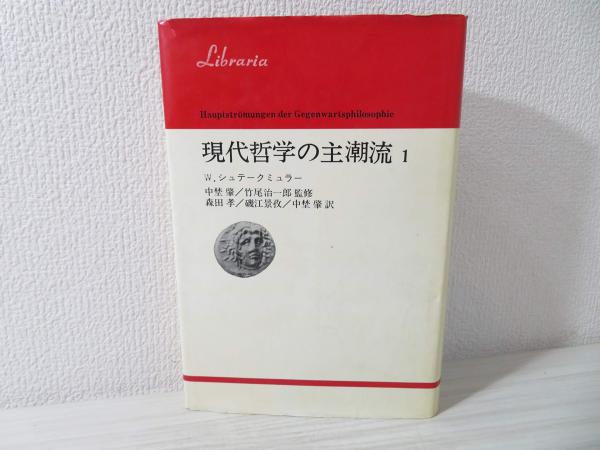 Libraria
Hauptströmungen der Gegenwartsphilosophie
現代哲学の主潮流 1
W.シュテークミュラー
中埜 肇／竹尾治一郎 監修
森田 孝／磯江景孜／中埜 肇 訳